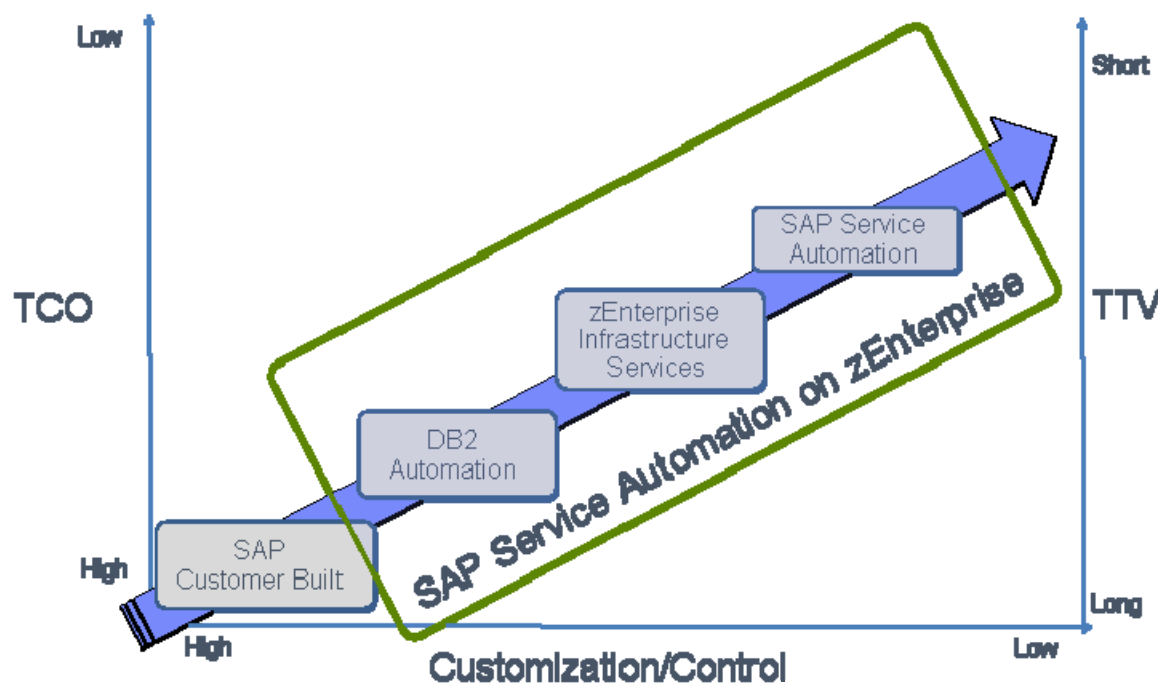 Low
Short
SAP Service
Automation
TCO
TTV
zEnterprise
Infrastructure
Services
DB2
Automation
SAP Service Automation on zEnterprise
SAP
Customer Built
High
Long
High
Low
Customization/Control